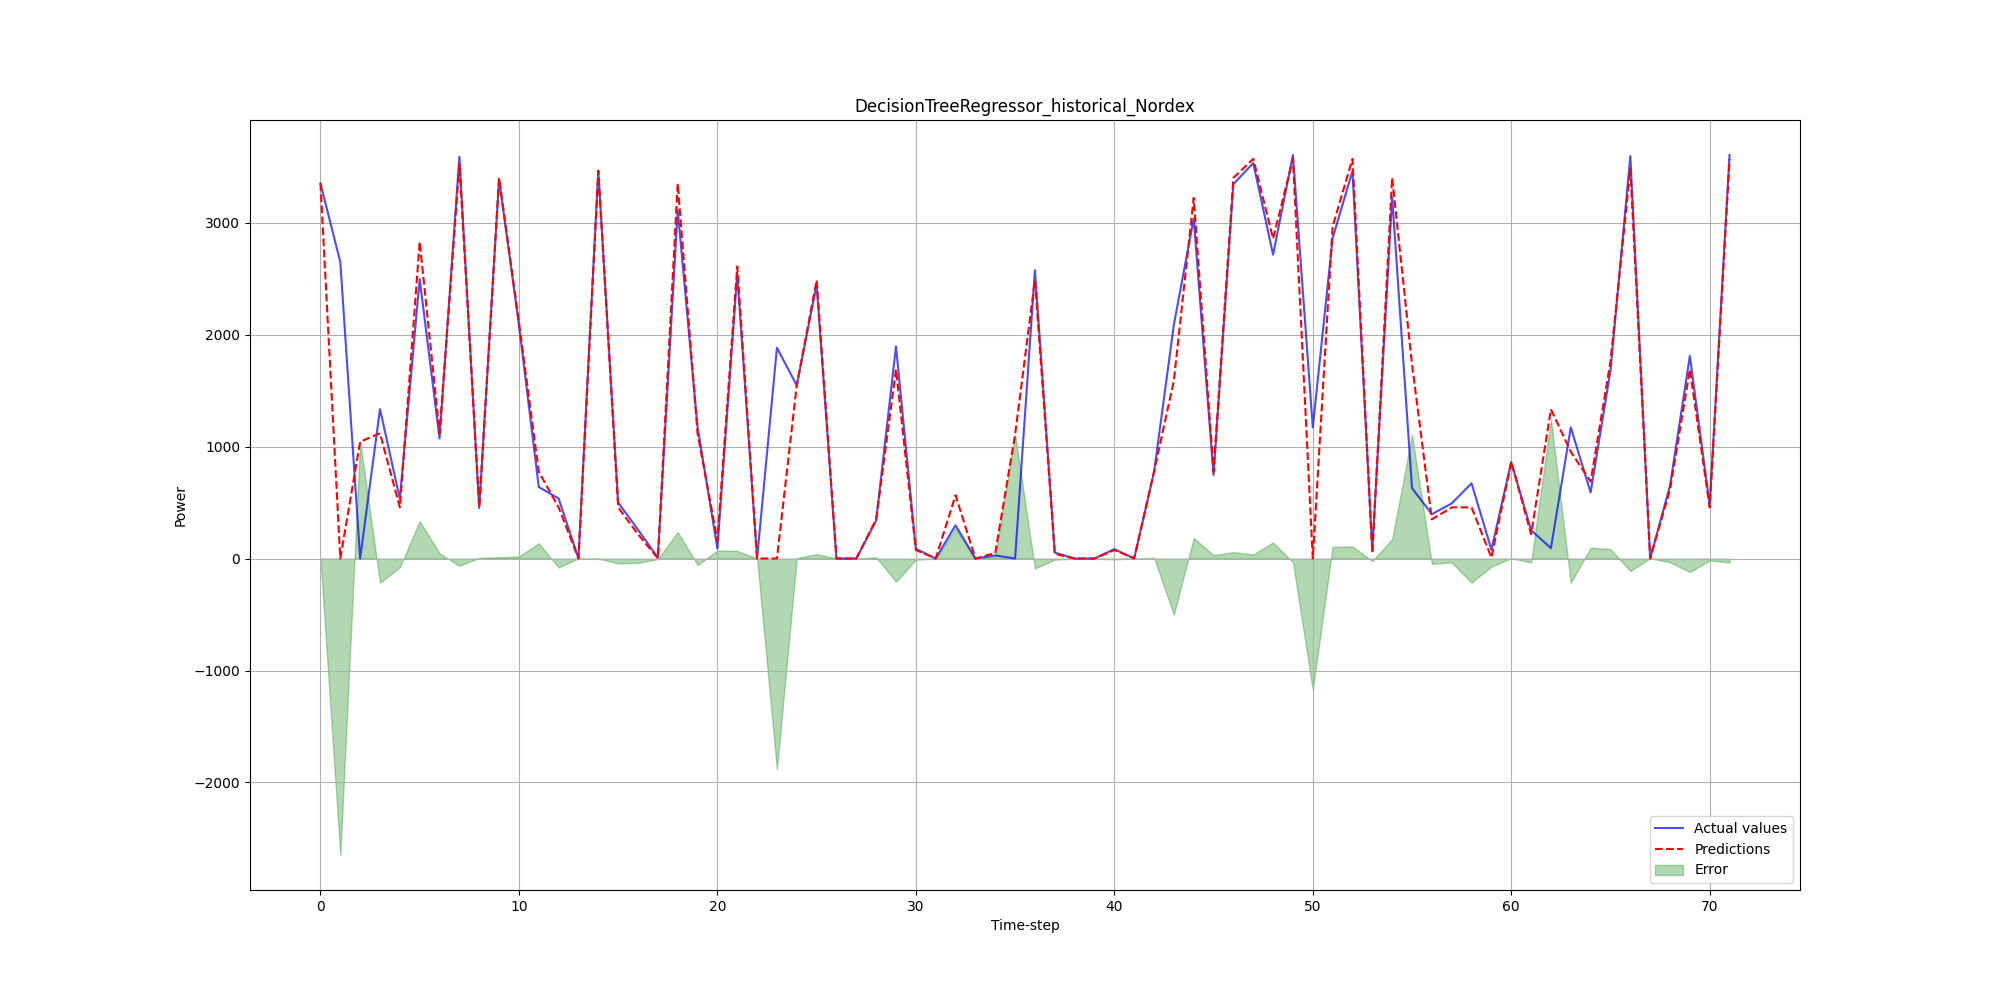 DecisionTreeRegressor_historical_Nordex
Power
3000
2000
1000
0
−1000
−2000
0 10 20 30 40 50 60 70
Time-step
Actual values
Predictions
Error